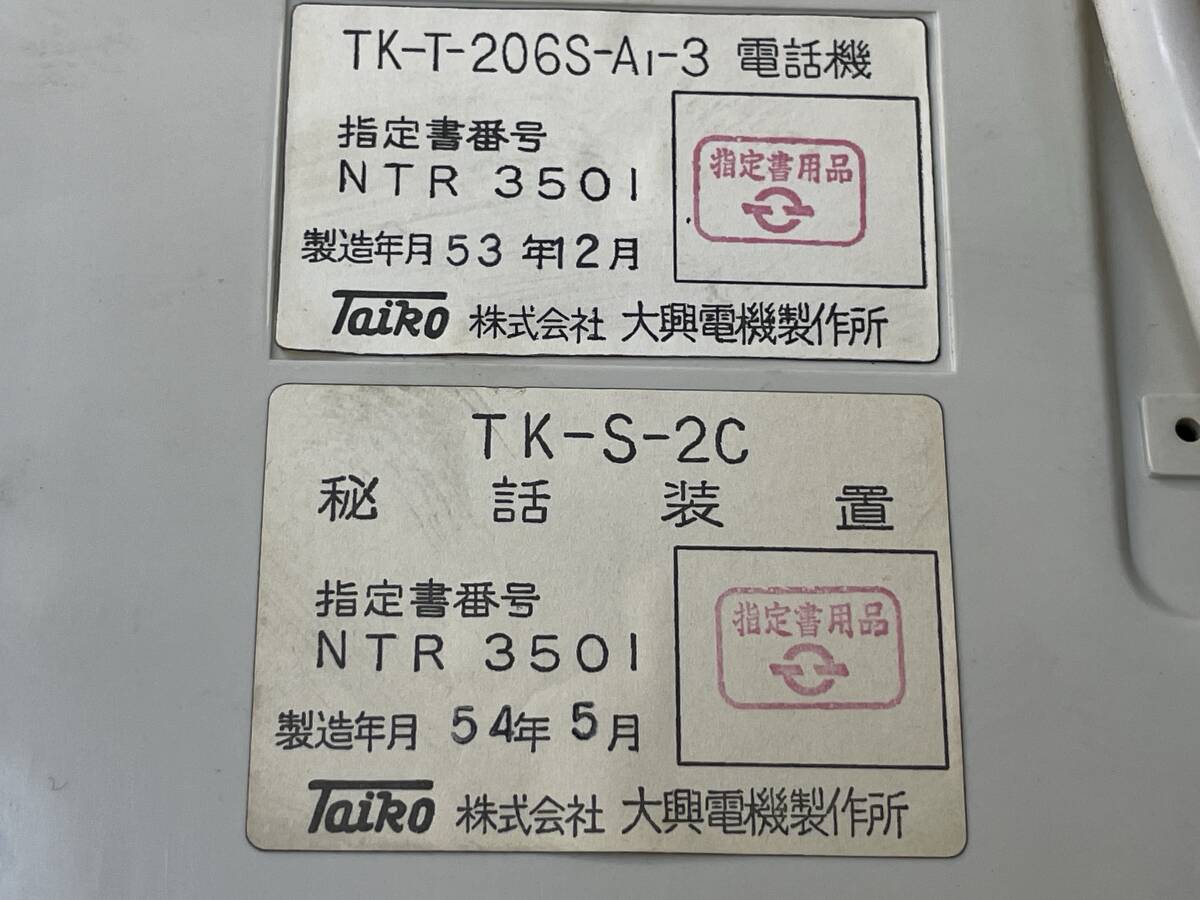 TK-T-206S-A1-3 電話機
指定書番号
NTR 3501
指定書用品
製造年月 53 年12月
Taiko 株式会社 大興電機製作所
TK-S-2C
秘話装置
指定書番号
NTR 3501
指定書用品
製造年月 54年 5月
Taiko 株式会社 大興電機製作所